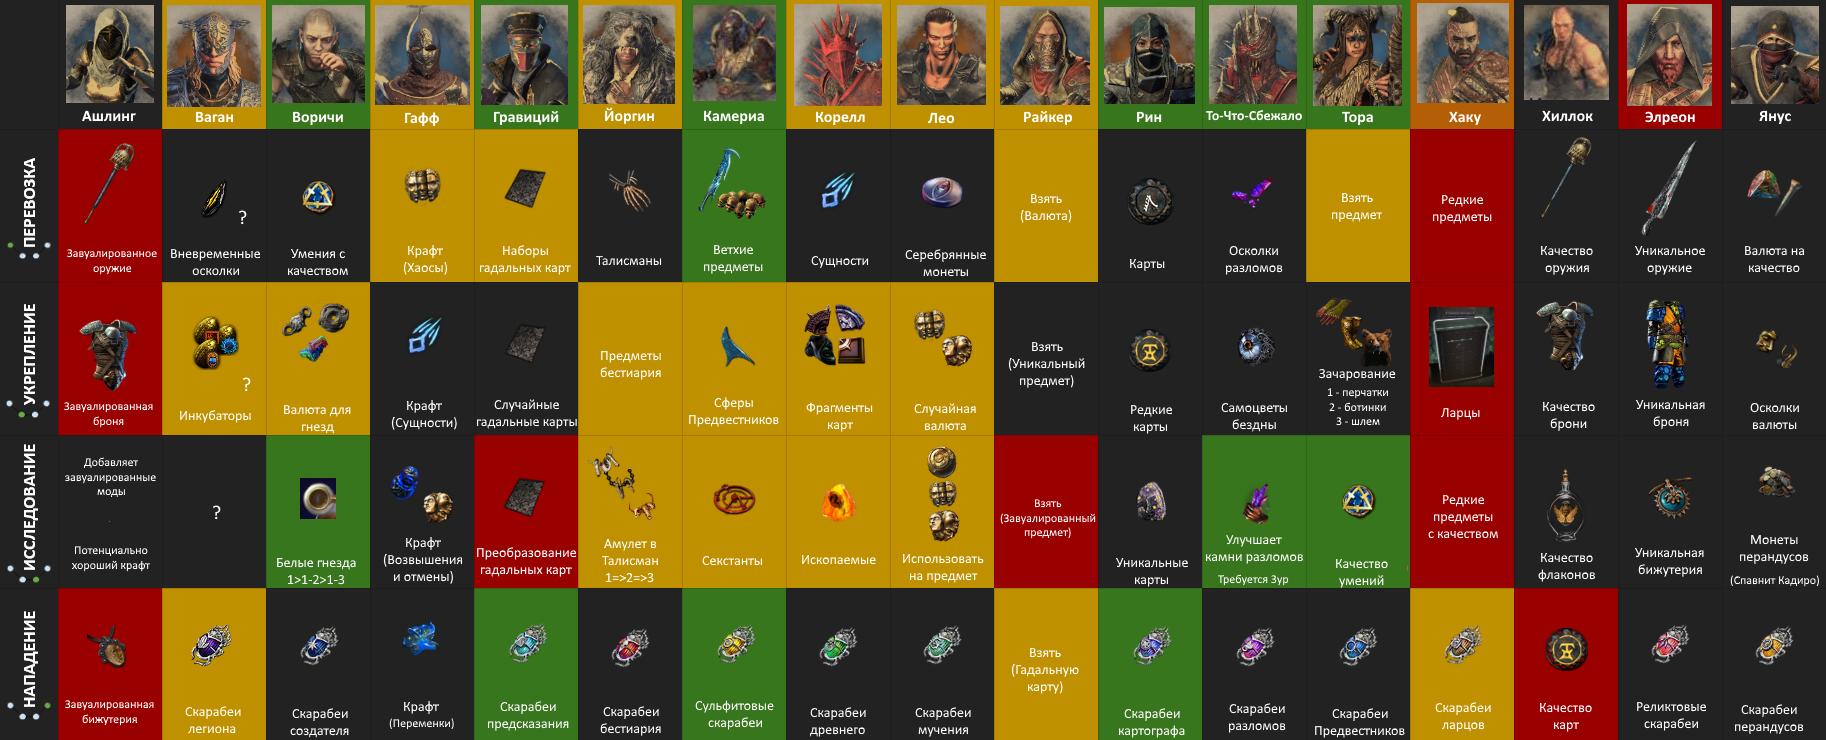 Ашлинг
Ваган
Воричи
Гафф
Гравиций
Йоргин
Камериа
Корелл
Лео
Райкер
Рин
То-Что-Сбежало
Тора
Хаку
Хиллок
Элреон
Янус
ПЕРЕВОЗКА
Завуалированное
оружие
?
Вневременные
осколки
Умения с
качеством
Крафт
(Хаосы)
Наборы
гадальных карт
Талисманы
Ветхие
предметы
Сущности
Серебрянные
монеты
Взять
(Валюта)
Карты
Осколки
разломов
Взять
предмет
Редкие
предметы
Качество
оружия
Уникальное
оружие
Валюта на
качество
УКРЕПЛЕНИЕ
Завуалированная
броня
?
Инкубаторы
Валюта для
гнезд
Крафт
(Сущности)
Случайные
гадальные карты
Предметы
бестиария
Сферы
Предвестников
Фрагменты
карт
Случайная
валюта
Взять
(Уникальный
предмет)
Редкие
карты
Самоцветы
бездны
Зачарование
1 - перчатки
2 - ботинки
3 - шлем
Ларцы
Качество
брони
Уникальная
броня
Осколки
валюты
ИССЛЕДОВАНИЕ
Добавляет
завуалированные
моды
Потенциально
хороший крафт
?
Белые гнезда
1>1-2>1-3
Крафт
(Возвышения
и отмены)
Преобразование
гадальных карт
Амулет в
Талисман
1=>2=>3
Секстанты
Ископаемые
Использовать
на предмет
Взять
(Завуалированный
предмет)
Уникальные
карты
Улучшает
камни разломов
Требуется Зур
Качество
умений
Редкие
предметы
с качеством
Качество
флаконов
Уникальная
бижутерия
Монеты
перандусов
(Спавнит Кадиро)
НАПАДЕНИЕ
Завуалированная
бижутерия
Скарабеи
легиона
Скарабеи
создателя
Крафт
(Переменки)
Скарабеи
предсказания
Скарабеи
бестиария
Сульфитовые
скарабеи
Скарабеи
древнего
Скарабеи
мучения
Взять
(Гадальную
карту)
Скарабеи
картографа
Скарабеи
разломов
Скарабеи
Предвестников
Скарабеи
ларцов
Качество
карт
Реликтовые
скарабеи
Скарабеи
перандусов